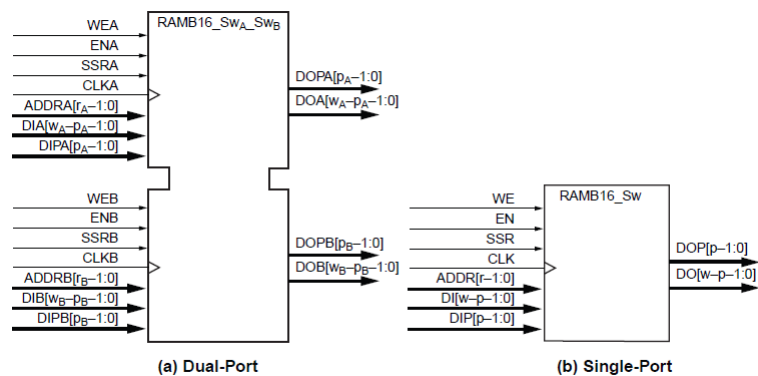 RAMB16_SwA_SwB
WEA
ENA
SSRA
CLKA
ADDRA[rA–1:0]
DIA[wA–pA–1:0]
DIPA[pA–1:0]
DOPA[pA–1:0]
DOA[wA–pA–1:0]
WEB
ENB
SSRB
CLKB
ADDRB[rB–1:0]
DIB[wB–pB–1:0]
DIPB[pB–1:0]
DOPB[pB–1:0]
DOB[wB–pB–1:0]
(a) Dual-Port
RAMB16_Sw
WE
EN
SSR
CLK
ADDR[r–1:0]
DI[w–p–1:0]
DIP[p–1:0]
DOP[p–1:0]
DO[w–p–1:0]
(b) Single-Port